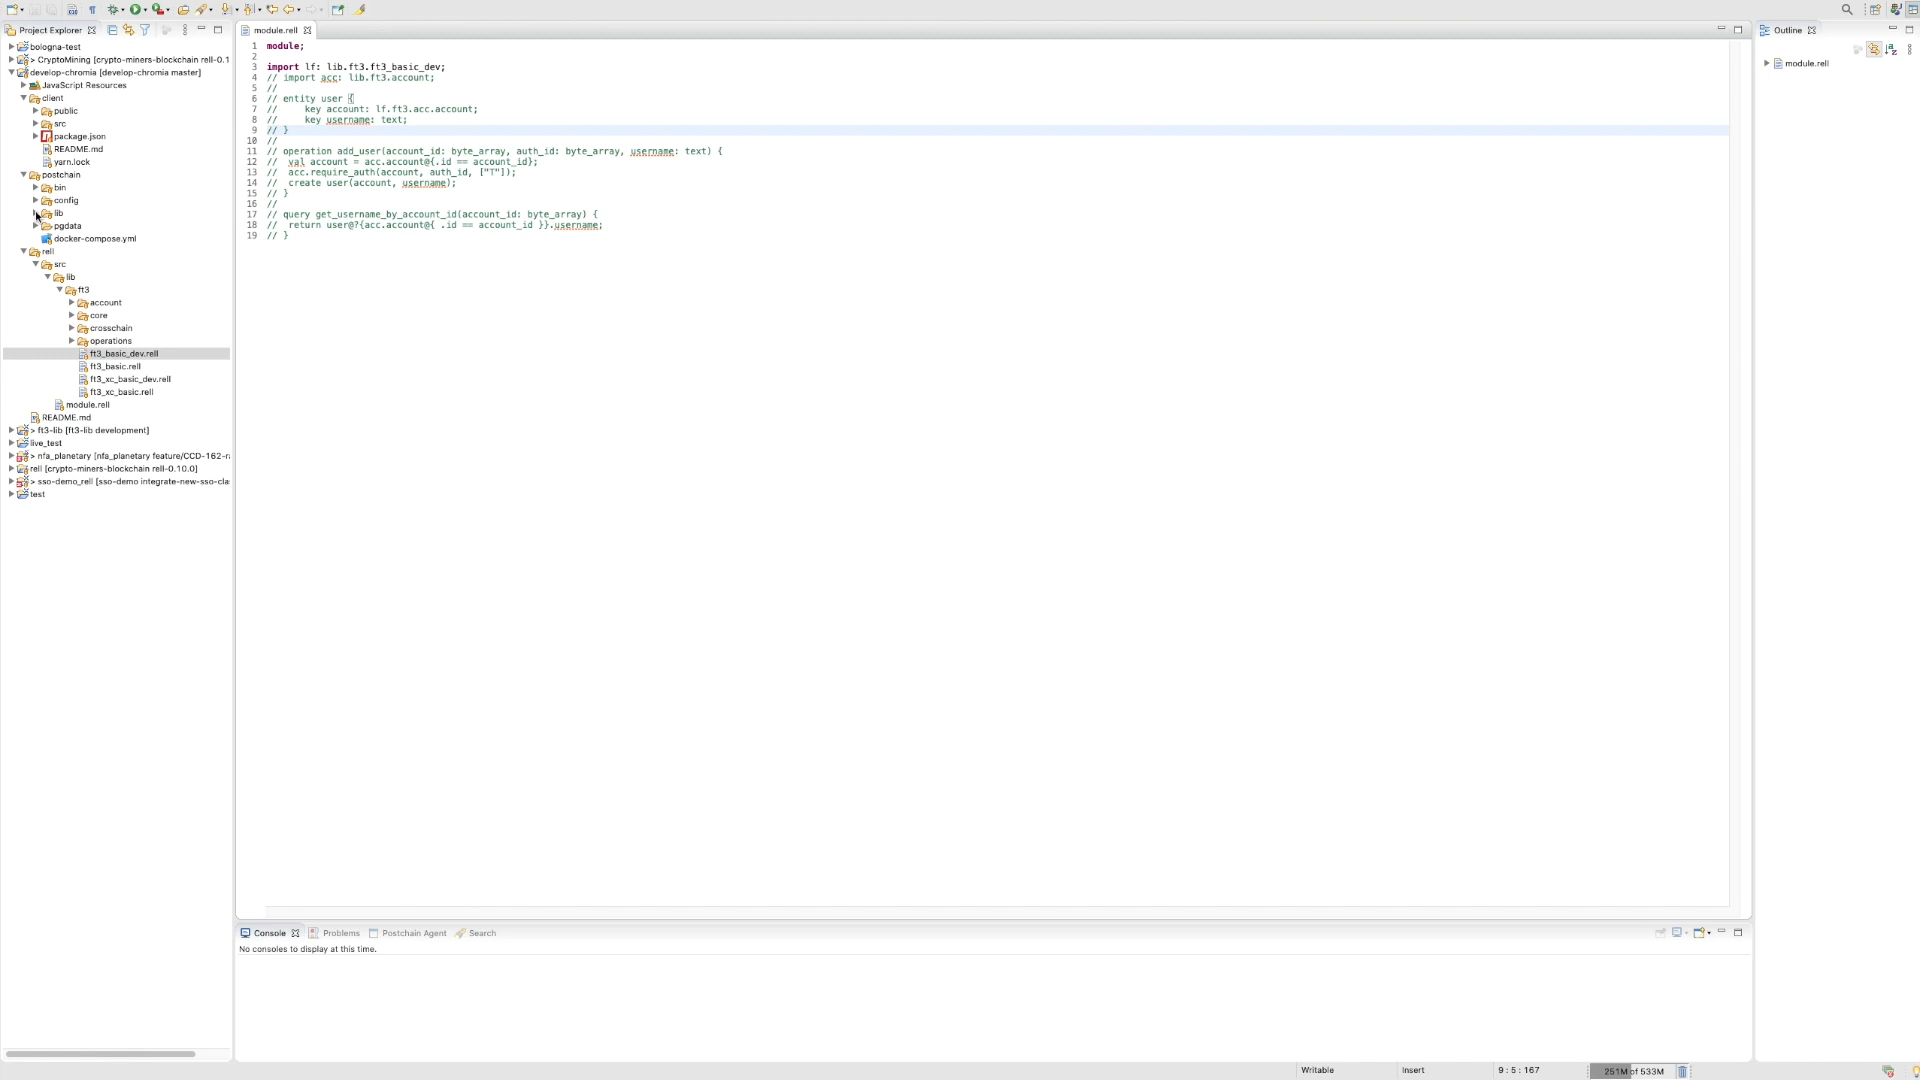 Project Explorer
bologna-test
> CryptoMining [crypto-miners-blockchain rell-0.1
develop-chromia [develop-chromia master]
JavaScript Resources
client
public
src
package.json
README.md
yarn.lock
postchain
bin
config
lib
pgdata
docker-compose.yml
rell
src
lib
ft3
account
core
crosschain
operations
ft3_basic_dev.rell
ft3_basic.rell
ft3_xc_basic_dev.rell
ft3_xc_basic.rell
module.rell
README.md
> ft3-lib [ft3-lib development]
live_test
> nfa_planetary [nfa_planetary feature/CCD-162-r
rell [crypto-miners-blockchain rell-0.10.0]
> sso-demo_rell [sso-demo integrate-new-sso-cla
test
module.rell
1 module;
2
3 import lf: lib.ft3.ft3_basic_dev;
4 // import acc: lib.ft3.account;
5 //
6 // entity user {
7 // key account: lf.ft3.acc.account;
8 // key username: text;
9 // }
10 //
11 // operation add_user(account_id: byte_array, auth_id: byte_array, username: text) {
12 // val account = acc.account@{.id == account_id};
13 // acc.require_auth(account, auth_id, ["T"]);
14 // create user(account, username);
15 // }
16 //
17 // query get_username_by_account_id(account_id: byte_array) {
18 // return user@?{acc.account@{ .id == account_id }}.username;
19 // }
Outline
module.rell
Console Problems Postchain Agent Search
No consoles to display at this time.
Writable Insert 9 : 5 : 167 251M of 533M